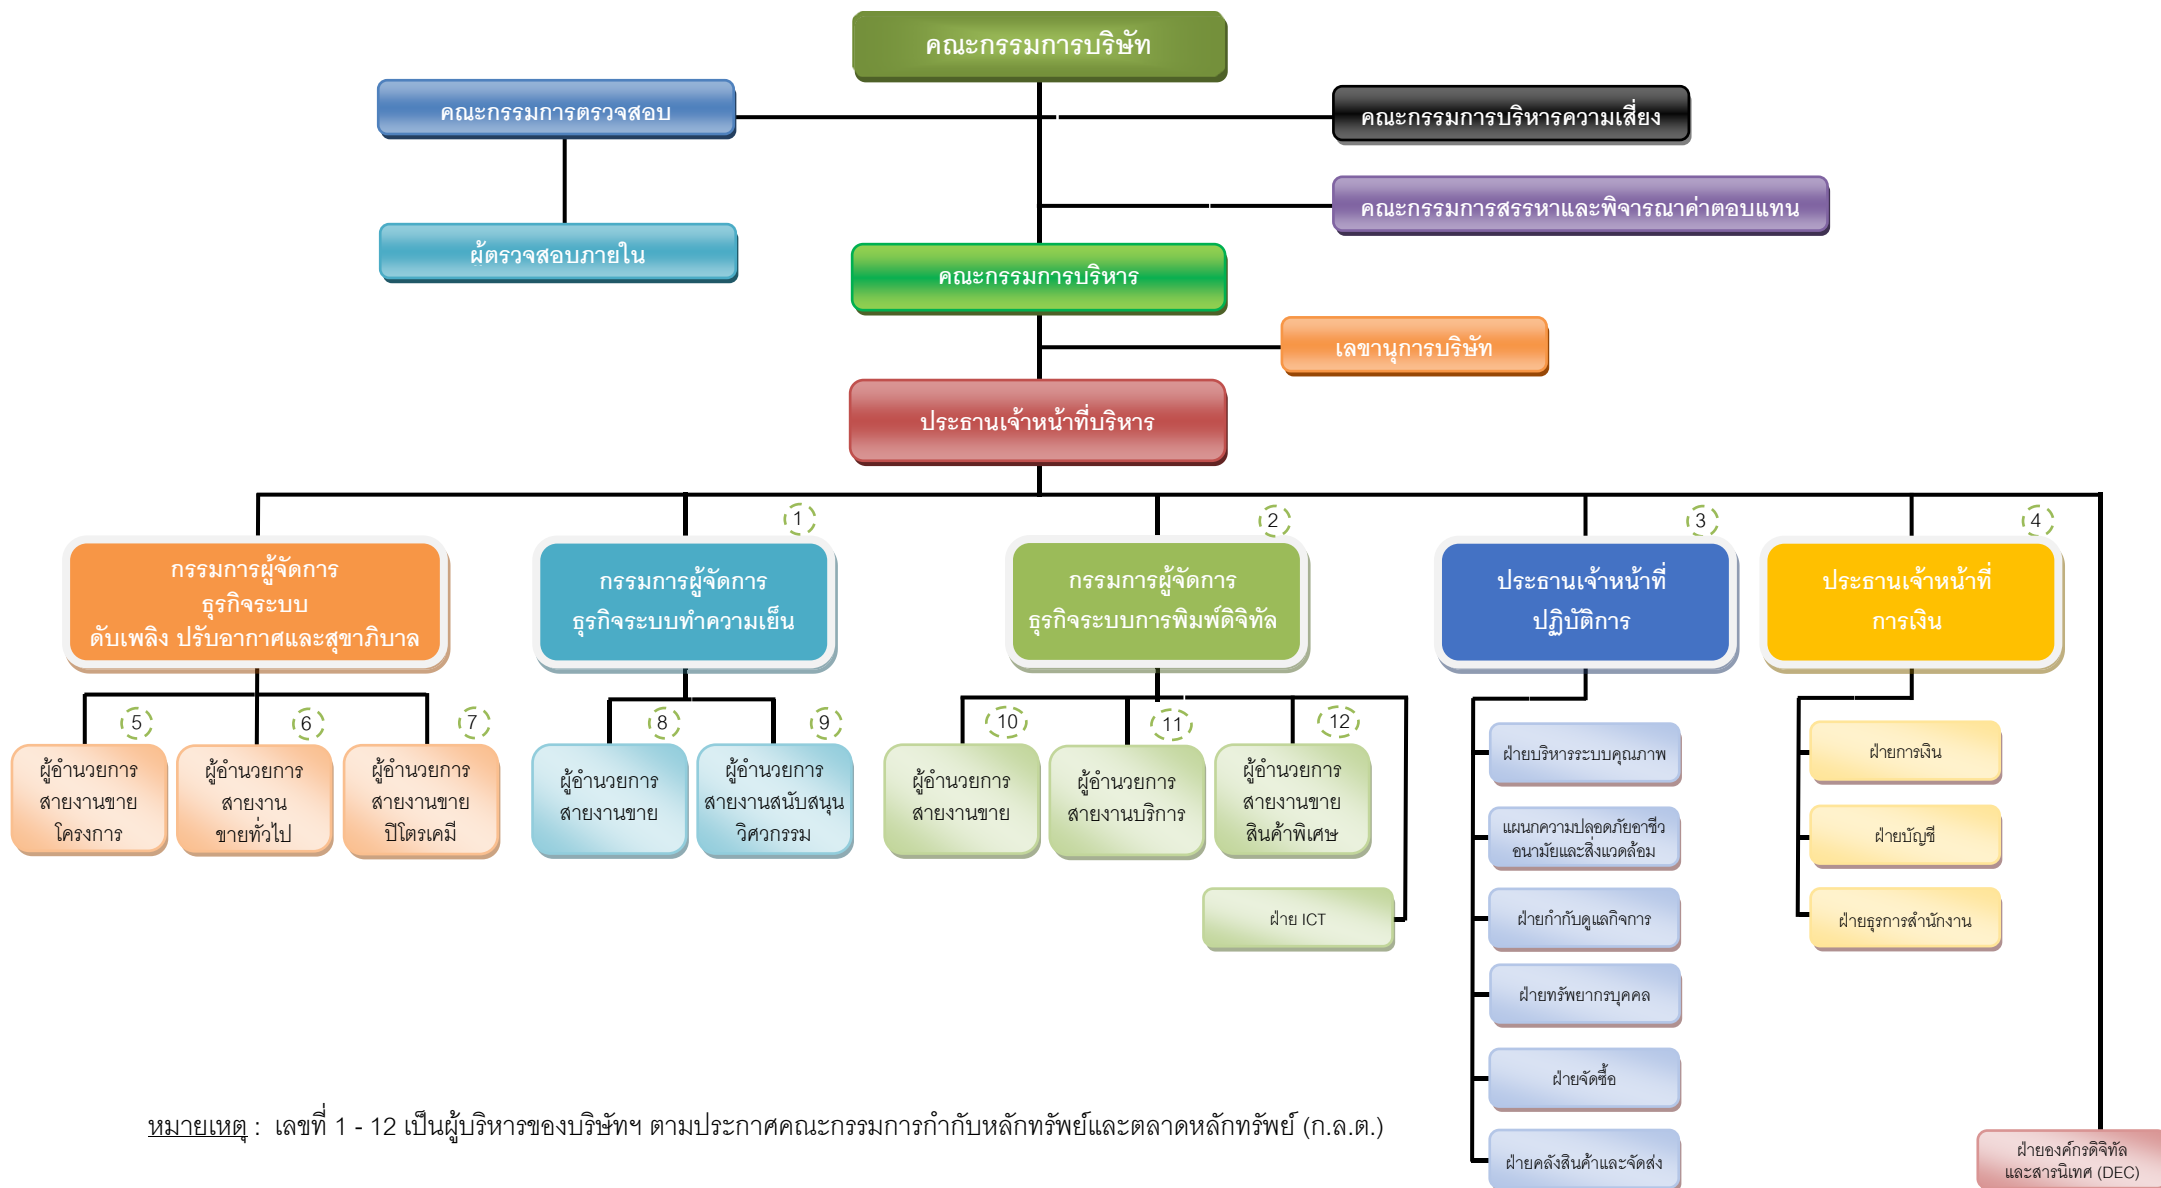 คณะกรรมการบริษัท
คณะกรรมการตรวจสอบ
คณะกรรมการบริหารความเสี่ยง
คณะกรรมการสรรหาและพิจารณาค่าตอบแทน
ผู้ตรวจสอบภายใน
คณะกรรมการบริหาร
เลขานุการบริษัท
ประธานเจ้าหน้าที่บริหาร
กรรมการผู้จัดการ
ธุรกิจระบบ
ดับเพลิง ปรับอากาศและสุขาภิบาล
1
กรรมการผู้จัดการ
ธุรกิจระบบทำความเย็น
2
กรรมการผู้จัดการ
ธุรกิจระบบการพิมพ์ดิจิทัล
3
ประธานเจ้าหน้าที่
ปฏิบัติการ
4
ประธานเจ้าหน้าที่
การเงิน
5
ผู้อำนวยการ
สายงานขาย
โครงการ
6
ผู้อำนวยการ
สายงาน
ขายทั่วไป
7
ผู้อำนวยการ
สายงานขาย
ปิโตรเคมี
8
ผู้อำนวยการ
สายงานขาย
9
ผู้อำนวยการ
สายงานสนับสนุน
วิศวกรรม
10
ผู้อำนวยการ
สายงานขาย
11
ผู้อำนวยการ
สายงานบริการ
12
ผู้อำนวยการ
สายงานขาย
สินค้าพิเศษ
ฝ่าย ICT
ฝ่ายบริหารระบบคุณภาพ
แผนกความปลอดภัยอาชีว
อนามัยและสิ่งแวดล้อม
ฝ่ายกำกับดูแลกิจการ
ฝ่ายทรัพยากรบุคคล
ฝ่ายจัดซื้อ
ฝ่ายคลังสินค้าและจัดส่ง
ฝ่ายการเงิน
ฝ่ายบัญชี
ฝ่ายธุรการสำนักงาน
ฝ่ายองค์กรดิจิทัล
และสารนิเทศ (DEC)
หมายเหตุ : เลขที่ 1 - 12 เป็นผู้บริหารของบริษัทฯ ตามประกาศคณะกรรมการกำกับหลักทรัพย์และตลาดหลักทรัพย์ (ก.ล.ต.)